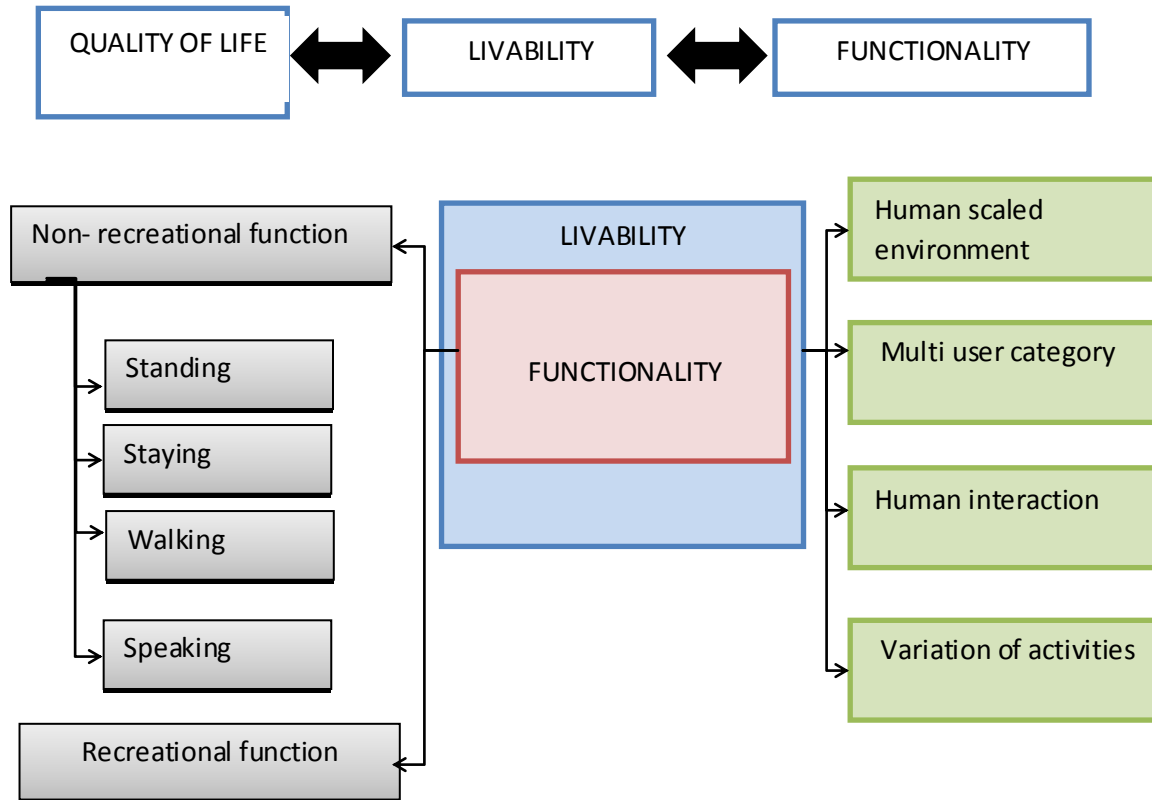 QUALITY OF LIFE
LIVABILITY
FUNCTIONALITY
Non- recreational function
Standing
Staying
Walking
Speaking
Recreational function
LIVABILITY
FUNCTIONALITY
Human scaled
environment
Multi user category
Human interaction
Variation of activities